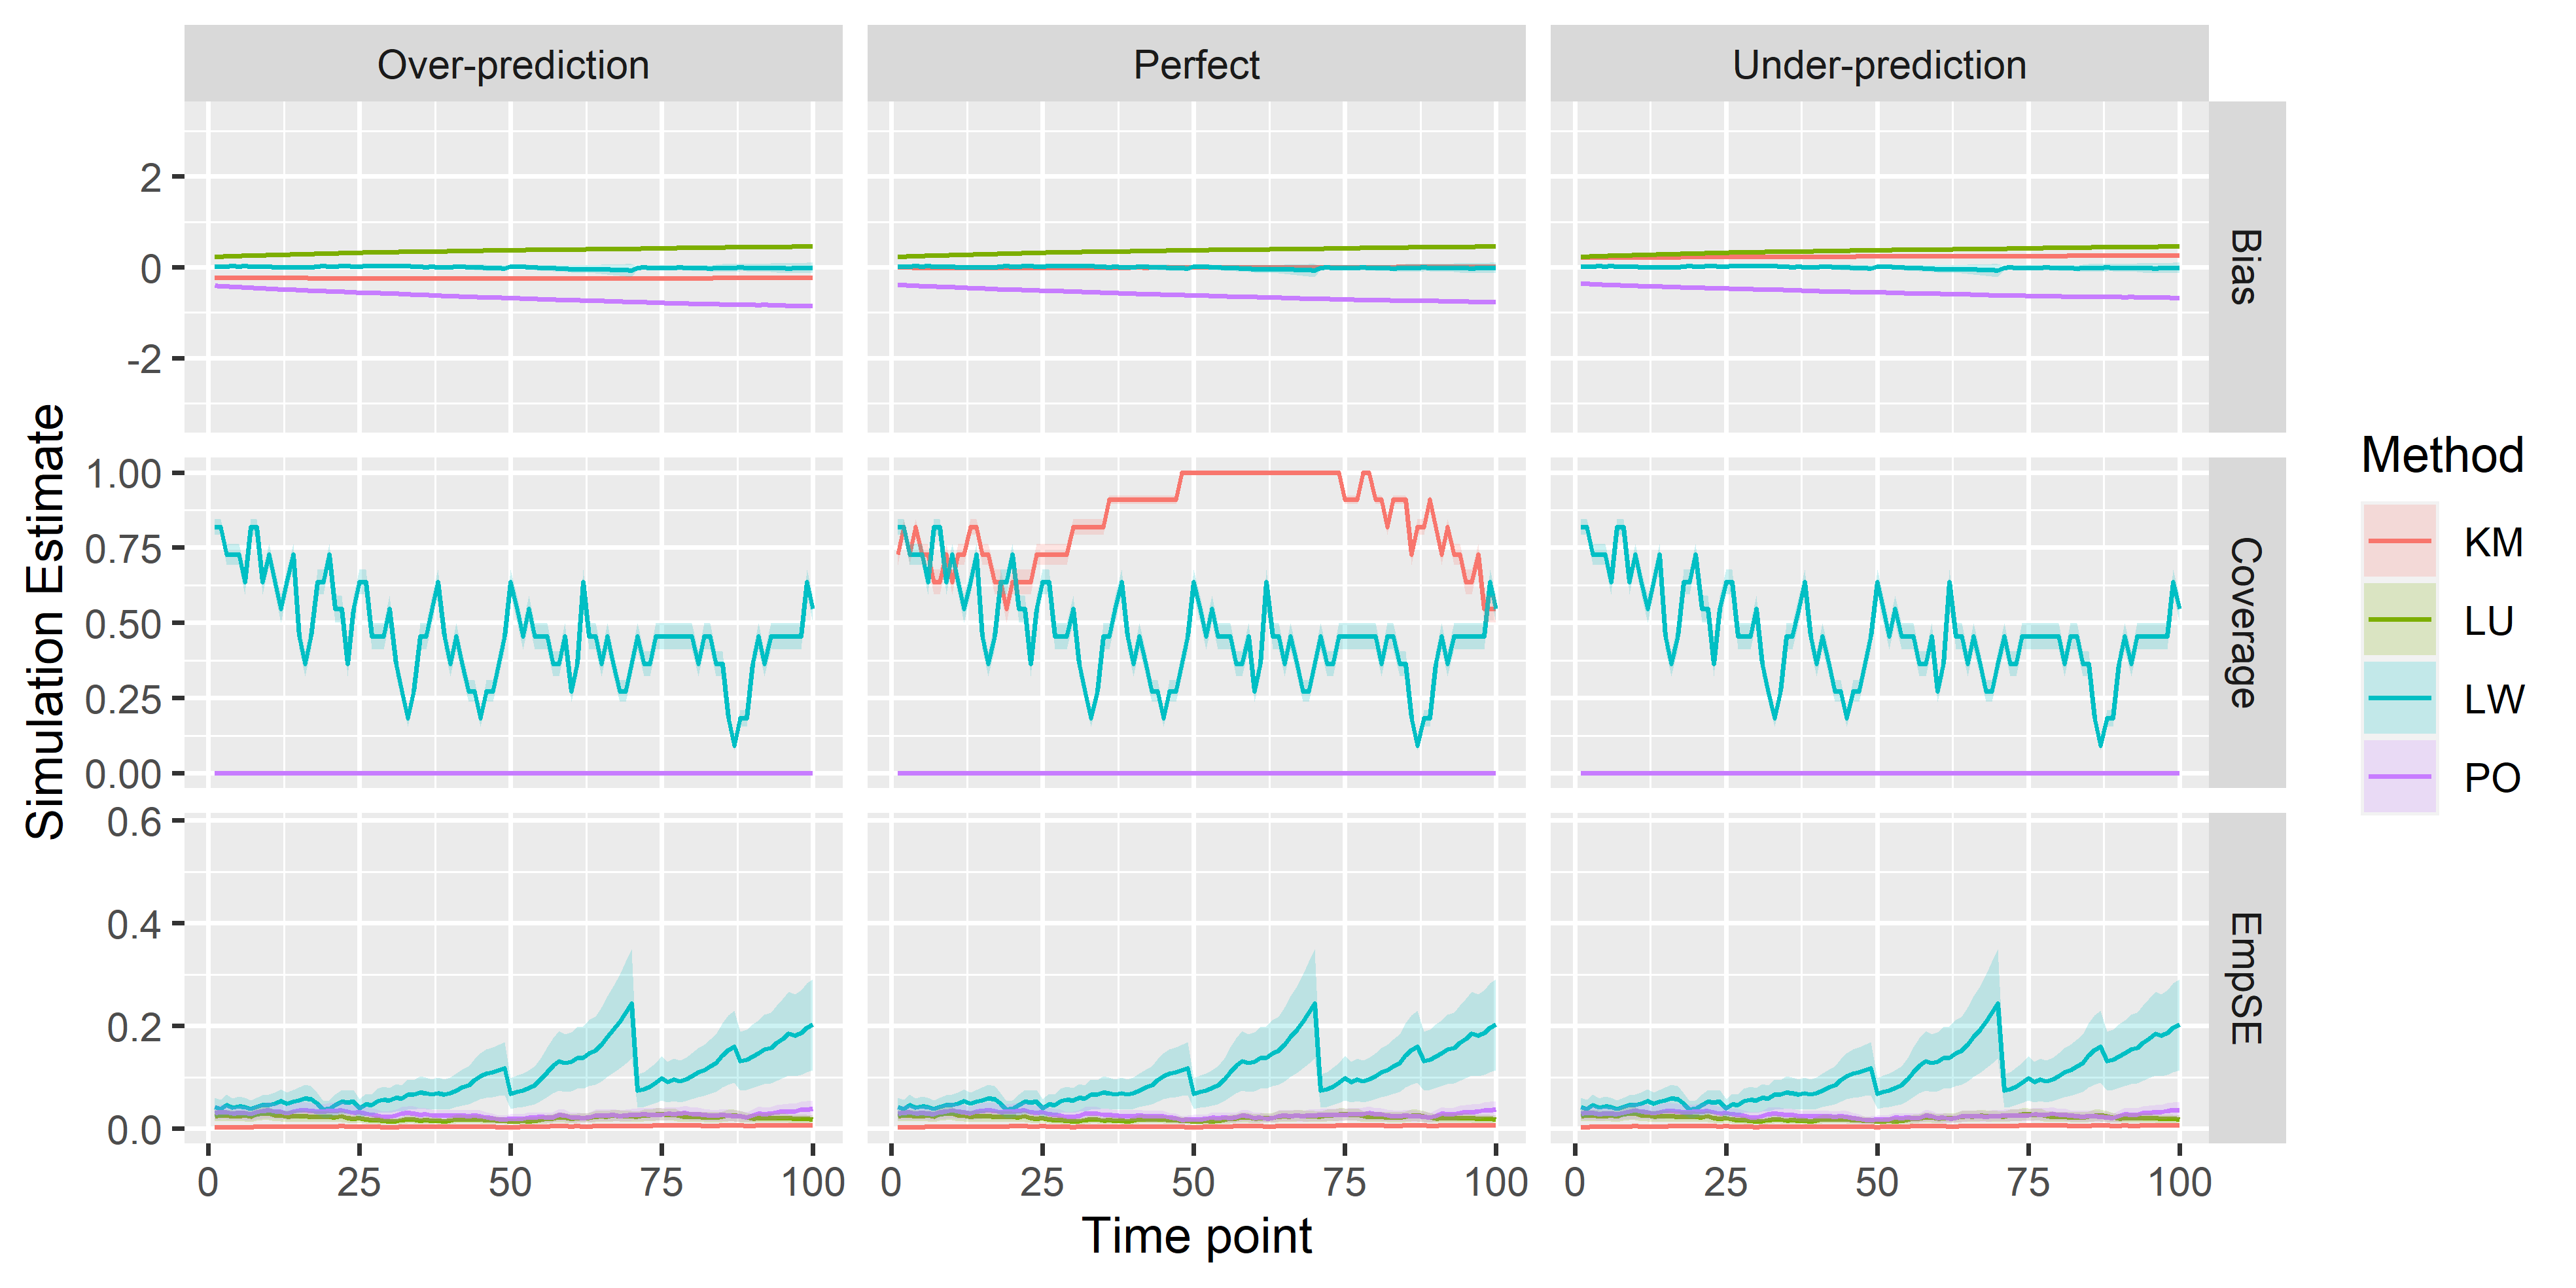 Over-prediction
Perfect
Under-prediction
2
0
-2
Bias
1.00
0.75
0.50
0.25
0.00
Coverage
0.6
0.4
0.2
0.0
EmpSE
0 25 50 75 100
0 25 50 75 100
0 25 50 75 100
Time point
Simulation Estimate
Method
KM
LU
LW
PO